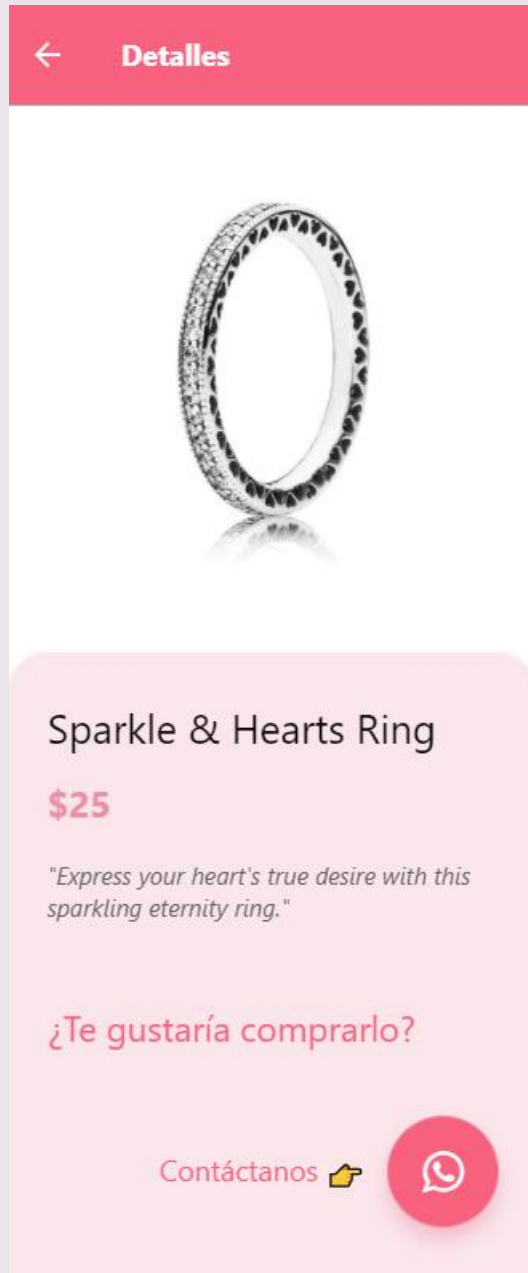 Detalles
Sparkle & Hearts Ring
$25
"Express your heart's true desire with this
sparkling eternity ring."
¿Te gustaría comprarlo?
Contáctanos 👉